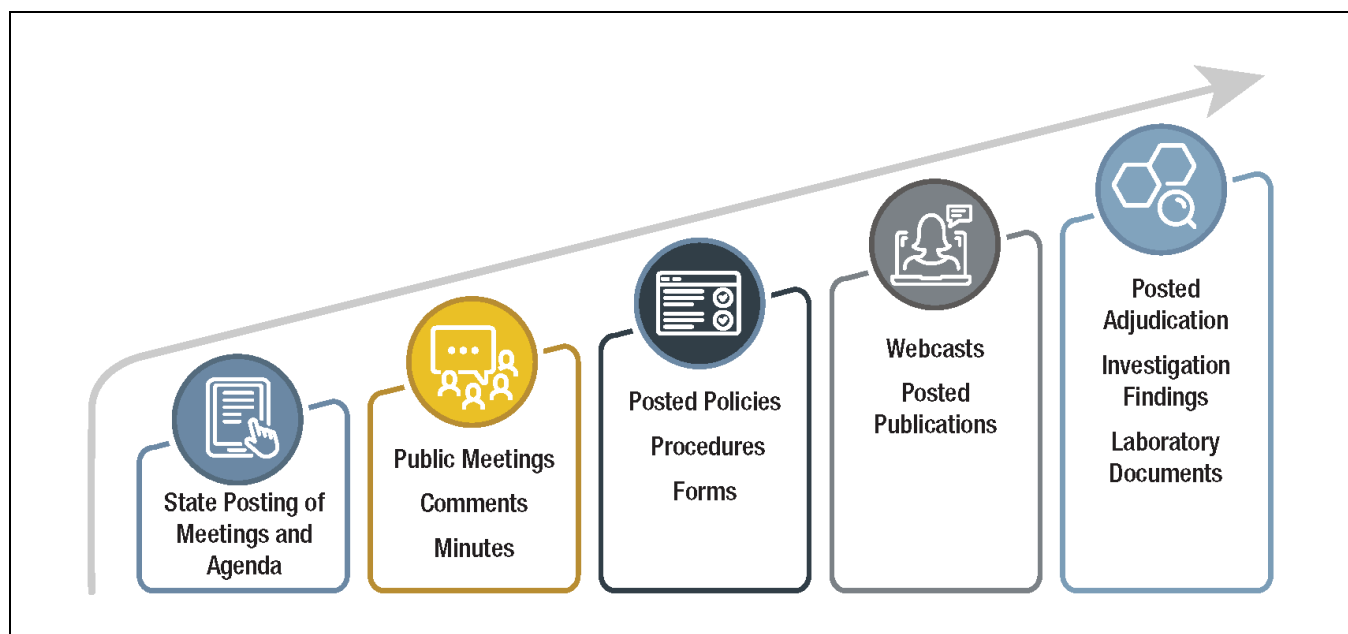 State Posting of
Meetings and
Agenda
Public Meetings
Comments
Minutes
Posted Policies
Procedures
Forms
Webcasts
Posted
Publications
Posted
Adjudication
Investigation
Findings
Laboratory
Documents